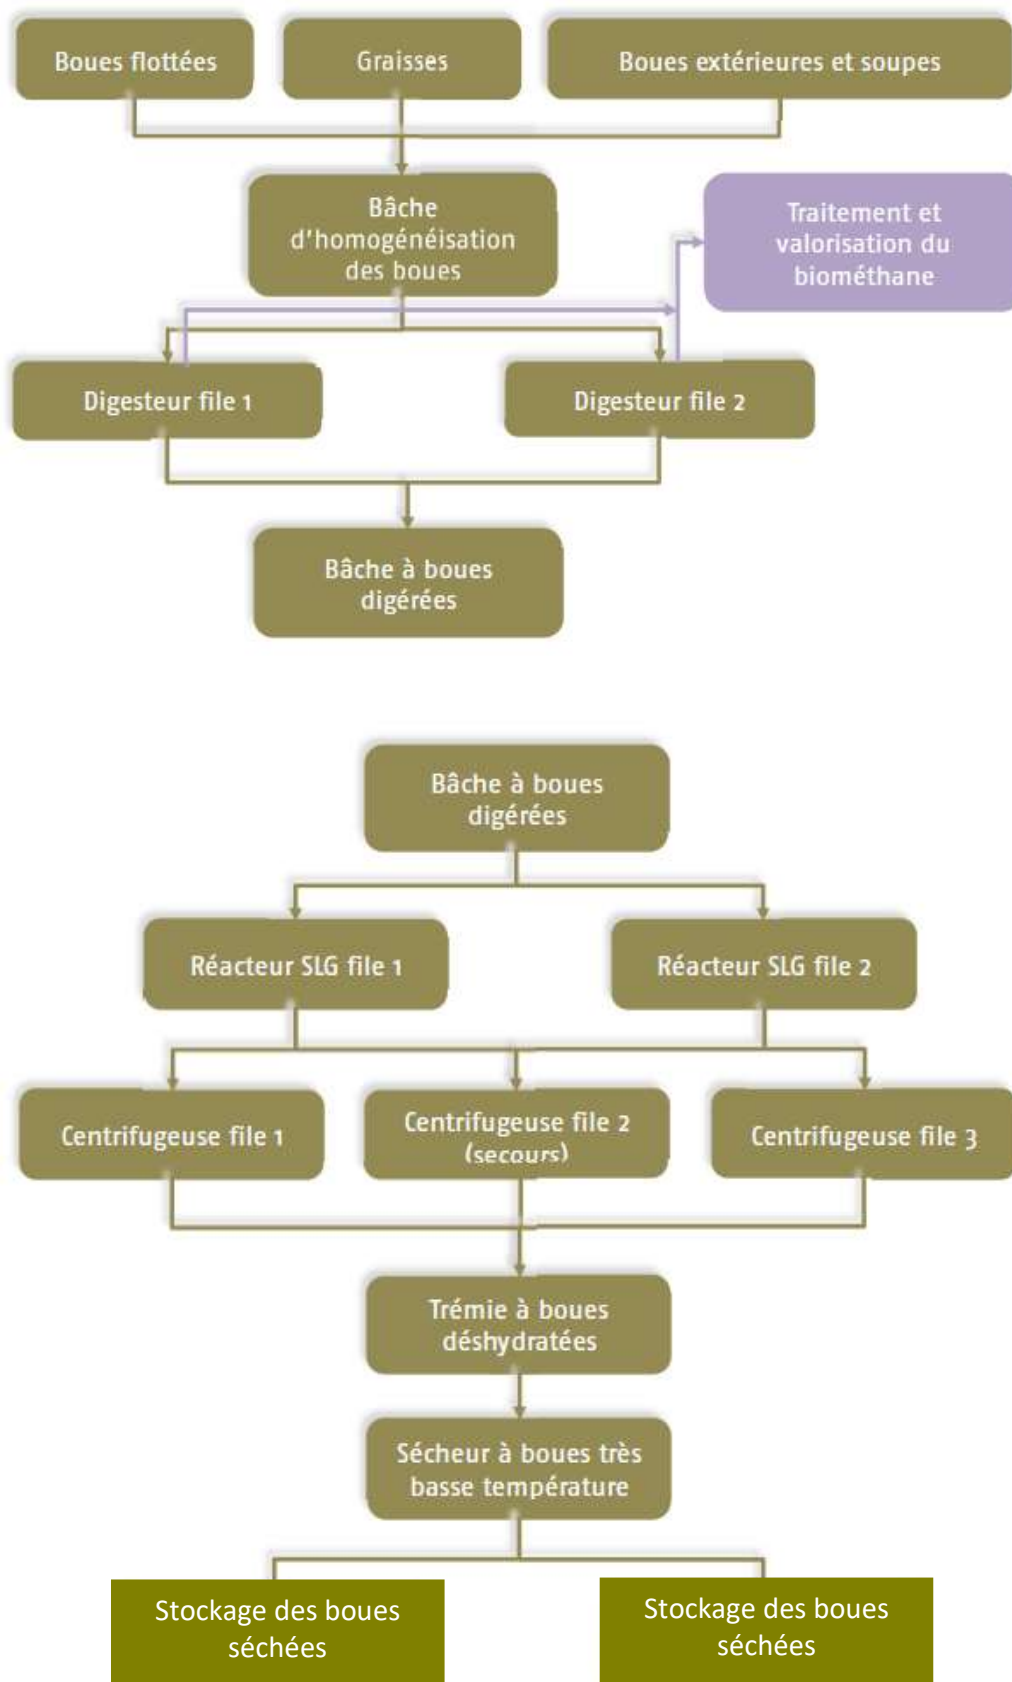 Boues flottées
Graisses
Boues extérieures et soupes
Bâche
d'homogénéisation
des boues
Traitement et
valorisation du
biométhane
Digesteur file 1
Digesteur file 2
Bâche à boues
digérées
Bâche à boues
digérées
Réacteur SLG file 1
Réacteur SLG file 2
Centrifugeuse file 1
Centrifugeuse file 2
(secours)
Centrifugeuse file 3
Trémie à boues
déshydratées
Sécheur à boues très
basse température
Stockage des boues
séchées
Stockage des boues
séchées